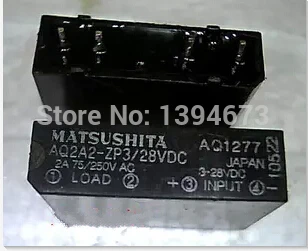 Store No: 1394673
MATSUSHITA
AQ2A2-ZP3/28VDC
AQ1277
2A 75/250V AC
JAPAN
3-28VDC
① LOAD ②
+③ INPUT ④-
10522